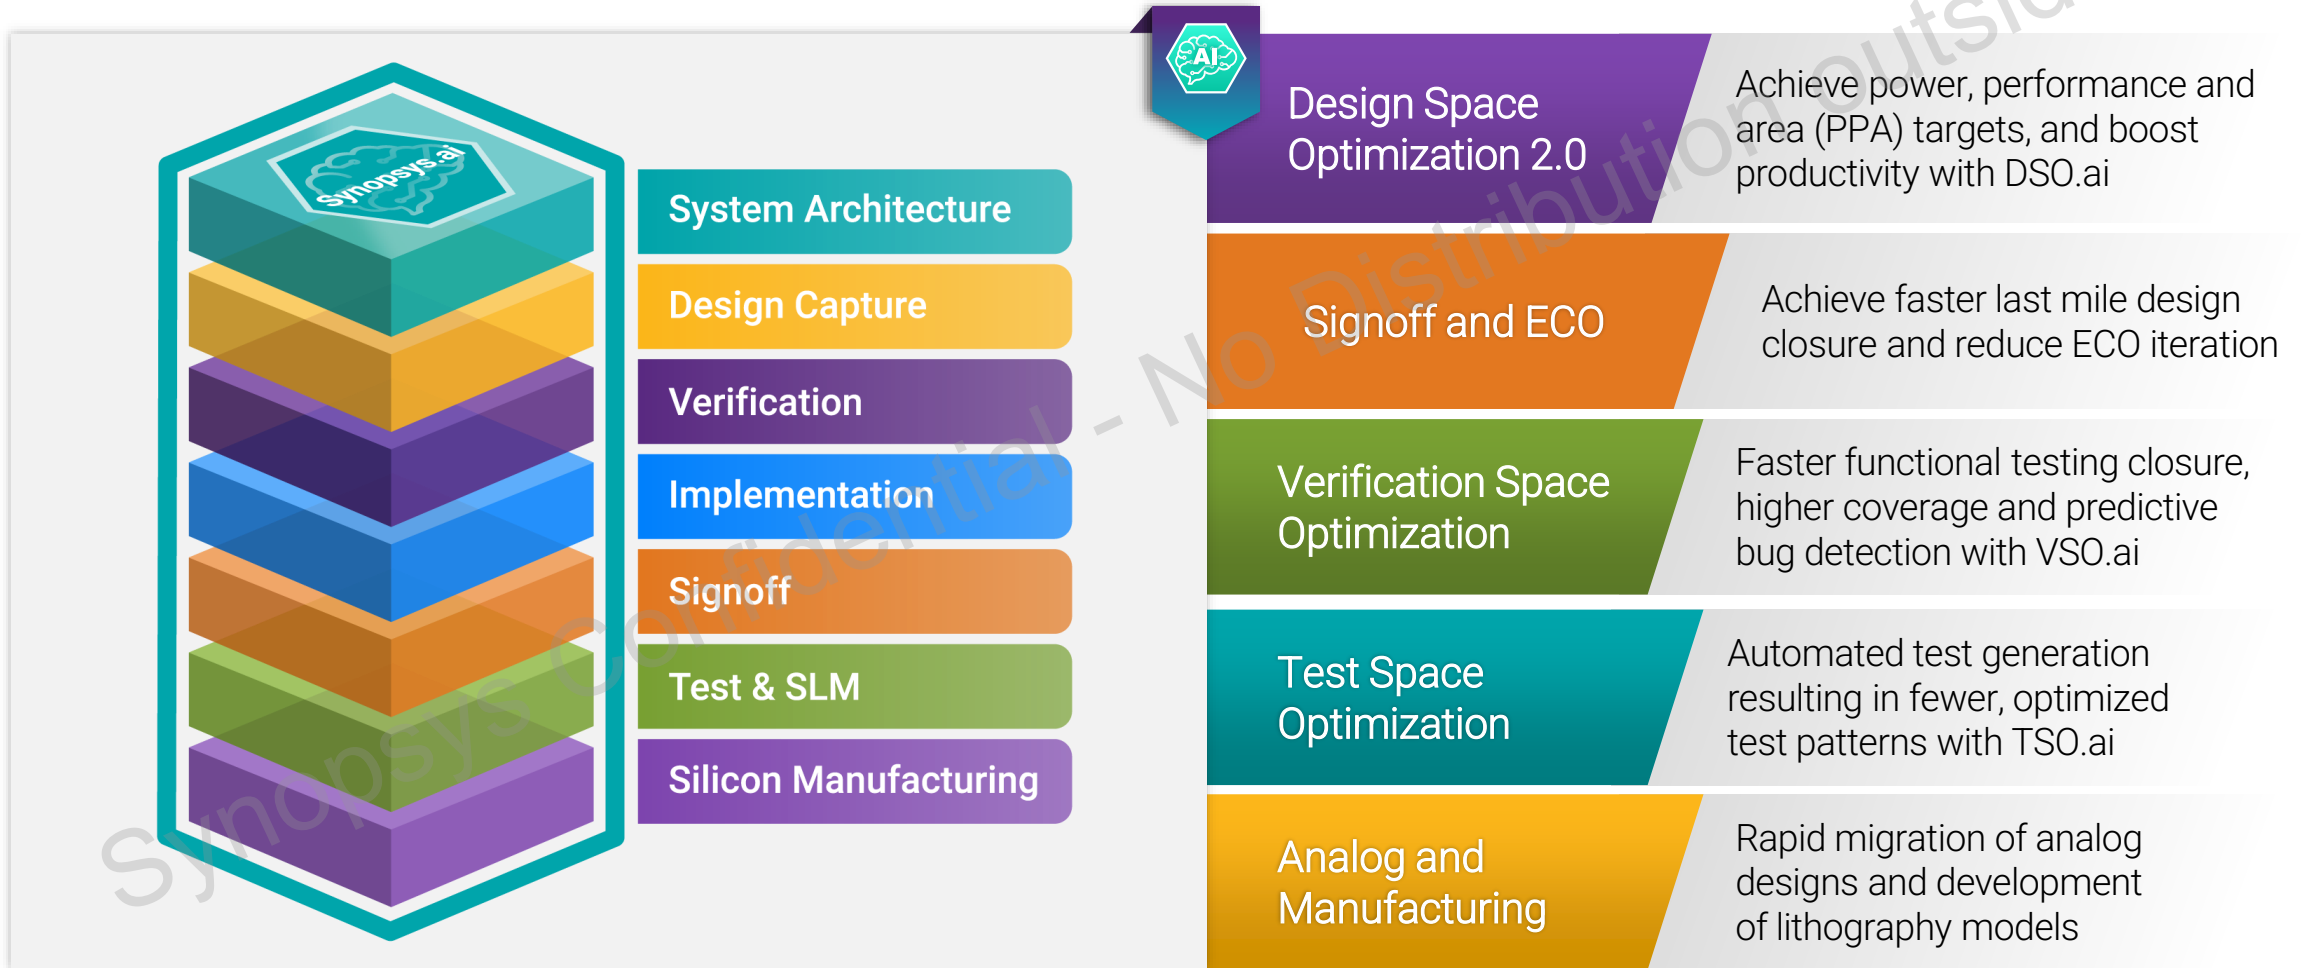 Synopsys.ai
System Architecture
Design Capture
Verification
Implementation
Signoff
Test & SLM
Silicon Manufacturing
AI
Design Space
Optimization 2.0
Achieve power, performance and
area (PPA) targets, and boost
productivity with DSO.ai
Signoff and ECO
Achieve faster last mile design
closure and reduce ECO iteration
Verification Space
Optimization
Faster functional testing closure,
higher coverage and predictive
bug detection with VSO.ai
Test Space
Optimization
Automated test generation
resulting in fewer, optimized
test patterns with TSO.ai
Analog and
Manufacturing
Rapid migration of analog
designs and development
of lithography models
Synopsys Confidential - No Distribution